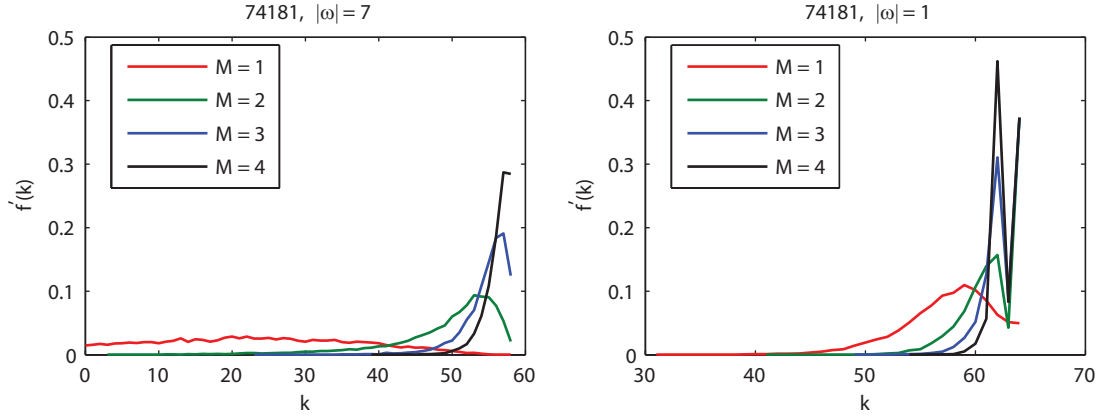 74181, |ω| = 7
0.5
0.4
0.3
0.2
0.1
0
f′(k)
M = 1
M = 2
M = 3
M = 4
0 10 20 30 40 50 60
k
74181, |ω| = 1
0.5
0.4
0.3
0.2
0.1
0
f′(k)
M = 1
M = 2
M = 3
M = 4
30 40 50 60 70
k